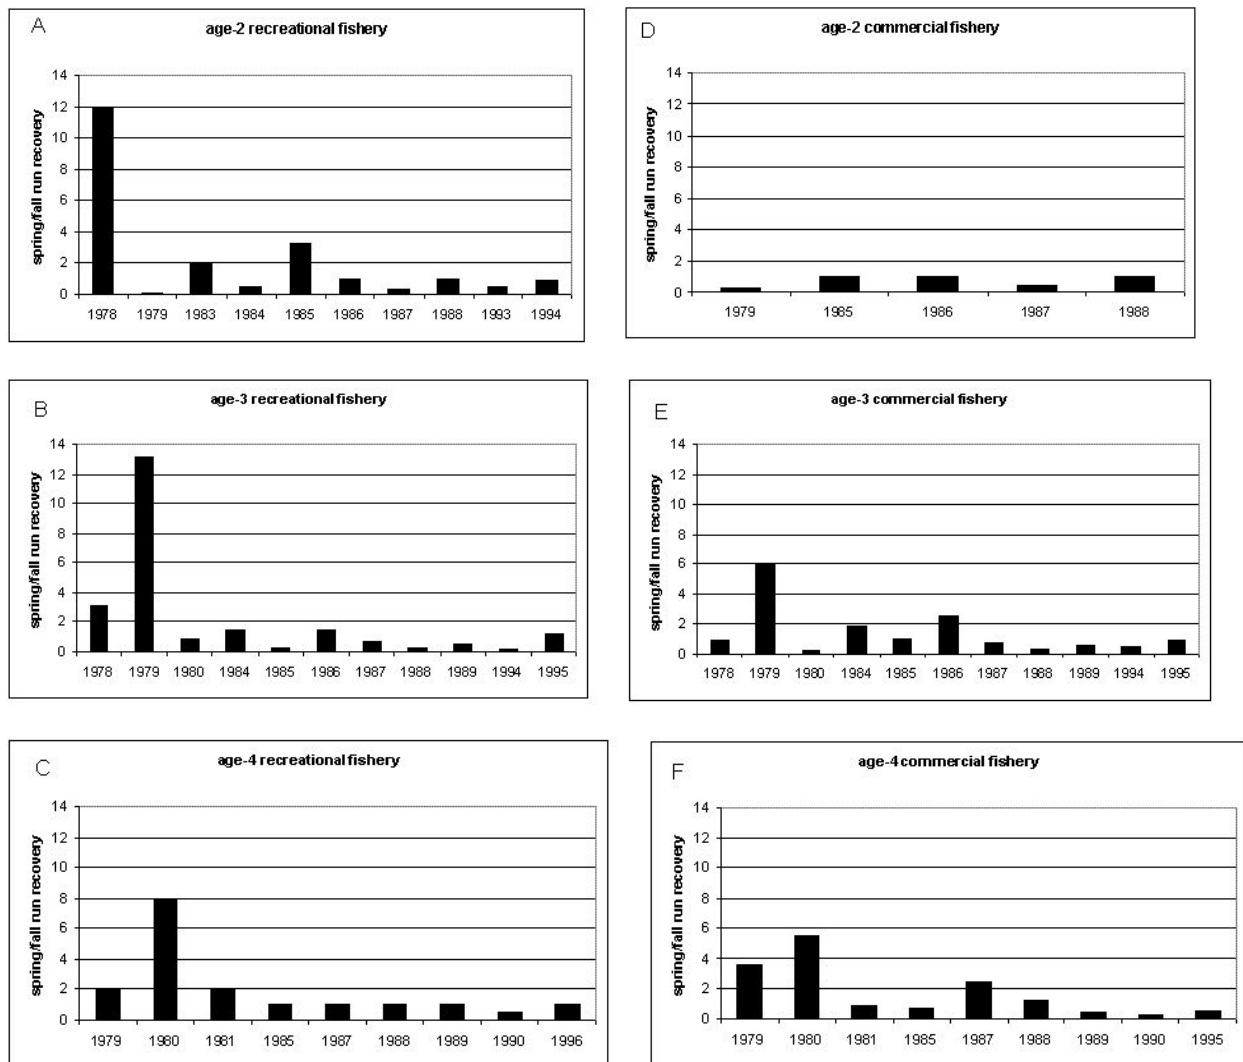 A
age-2 recreational fishery
spring/fall run recovery
14
12
10
8
6
4
2
0
1978 1979 1983 1984 1985 1986 1987 1988 1993 1994
D
age-2 commercial fishery
spring/fall run recovery
14
12
10
8
6
4
2
0
1979 1985 1986 1987 1988
B
age-3 recreational fishery
spring/fall run recovery
14
12
10
8
6
4
2
0
1978 1979 1980 1984 1985 1986 1987 1988 1989 1994 1995
E
age-3 commercial fishery
spring/fall run recovery
14
12
10
8
6
4
2
0
1978 1979 1980 1984 1985 1986 1987 1988 1989 1994 1995
C
age-4 recreational fishery
spring/fall run recovery
14
12
10
8
6
4
2
0
1979 1980 1981 1985 1987 1988 1989 1990 1996
F
age-4 commercial fishery
spring/fall run recovery
14
12
10
8
6
4
2
0
1979 1980 1981 1985 1987 1988 1989 1990 1995